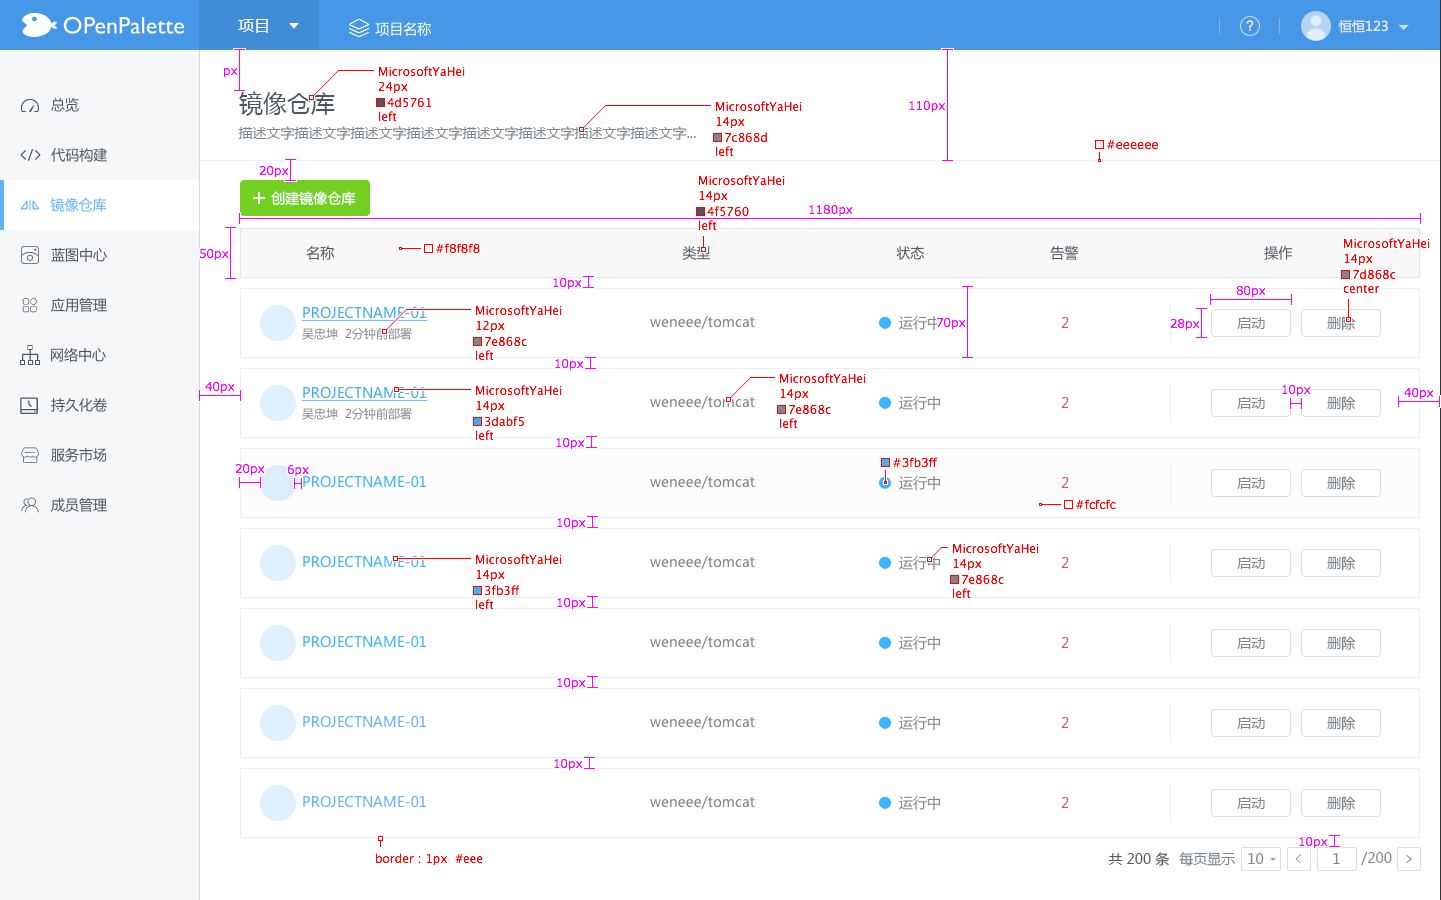 OPenPalette
项目
项目名称
?
恒恒123
总览
代码构建
镜像仓库
蓝图中心
应用管理
网络中心
持久化卷
服务市场
成员管理
px
MicrosoftYaHei
24px
4d5761
left
镜像仓库
描述文字描述文字描述文字描述文字描述文字描述文字描述文字描述文字...
MicrosoftYaHei
14px
7c868d
left
110px
#eeeeee
20px
+ 创建镜像仓库
MicrosoftYaHei
14px
4f5760
left
1180px
50px
名称
#f8f8f8
类型
状态
告警
操作
MicrosoftYaHei
14px
7d868c
center
10px
PROJECTNAME-01
吴忠坤 2分钟前部署
MicrosoftYaHei
12px
7e868c
left
weneee/tomcat
运行中
70px
2
80px
28px
启动
删除
10px
40px
PROJECTNAME-01
吴忠坤 2分钟前部署
MicrosoftYaHei
14px
3dabf5
left
weneee/tomcat
MicrosoftYaHei
14px
7e868c
left
运行中
2
启动
10px
删除
40px
10px
20px
6px
PROJECTNAME-01
weneee/tomcat
#3fb3ff
运行中
2
#fcfcfc
启动
删除
10px
PROJECTNAME-01
MicrosoftYaHei
14px
3fb3ff
left
weneee/tomcat
运行中
MicrosoftYaHei
14px
7e868c
left
2
启动
删除
10px
PROJECTNAME-01
weneee/tomcat
运行中
2
启动
删除
10px
PROJECTNAME-01
weneee/tomcat
运行中
2
启动
删除
10px
PROJECTNAME-01
weneee/tomcat
运行中
2
启动
删除
border : 1px #eee
10px
共 200 条 每页显示 10 < 1 /200 >